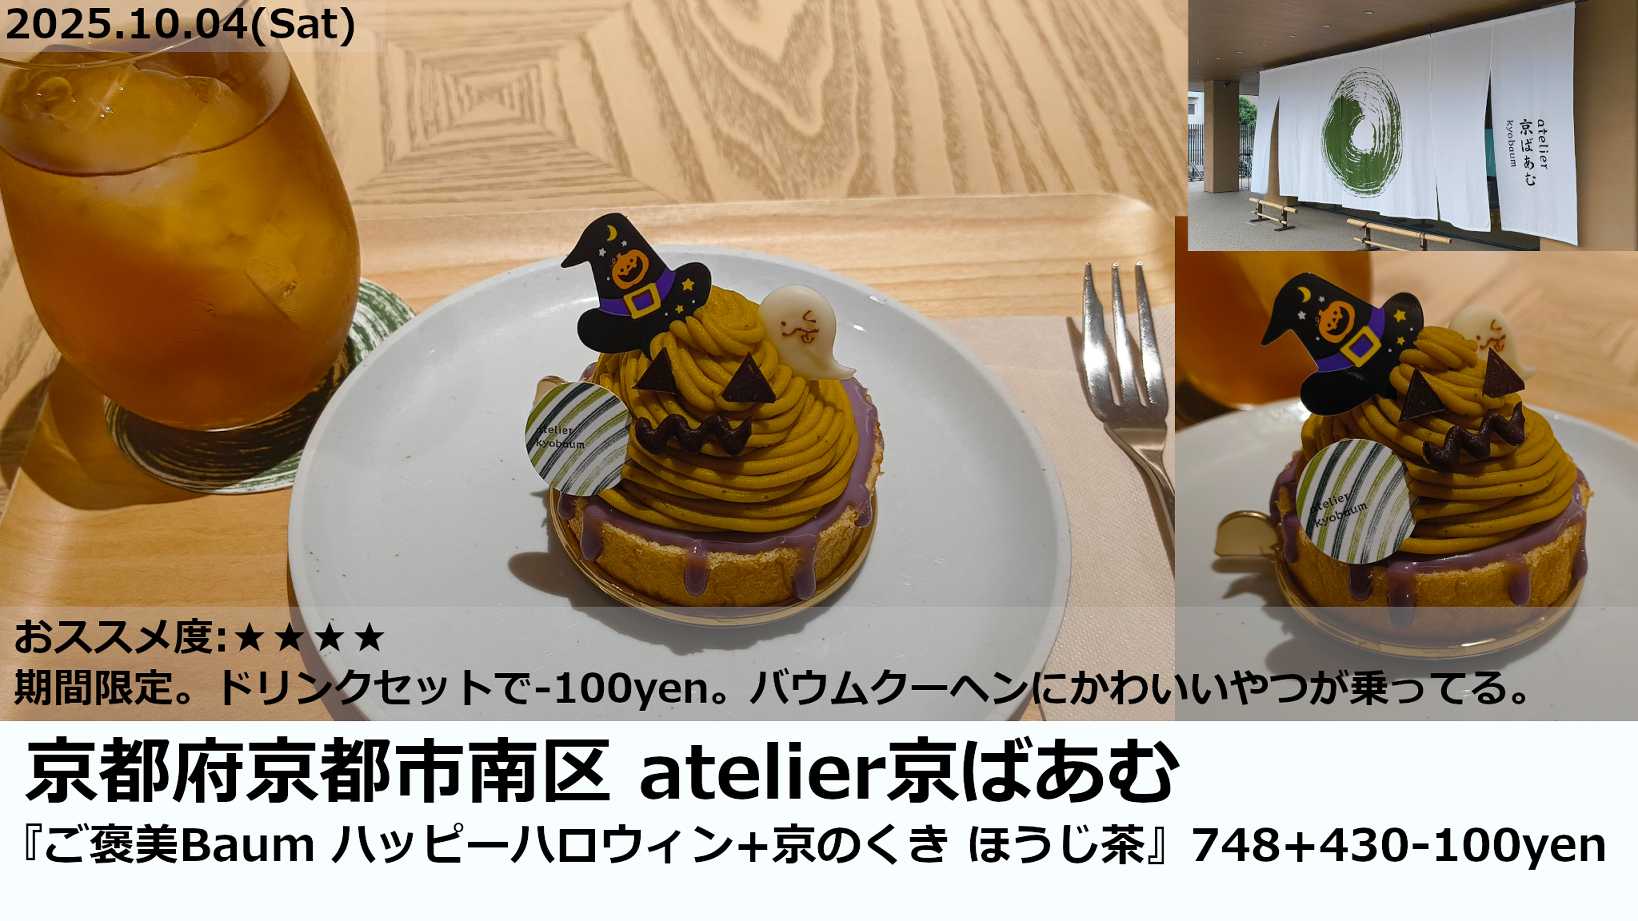 2025.10.04(Sat)
atelier
京ばあむ
kyobaum
atelier
kyobaum
atelier
kyobaum
おススメ度:★★★★
期間限定。ドリンクセットで-100yen。バウムクーヘンにかわいいやつが乗ってる。
京都府京都市南区 atelier京ばあむ
『ご褒美Baum ハッピーハロウィン+京のくき ほうじ茶』748+430-100yen